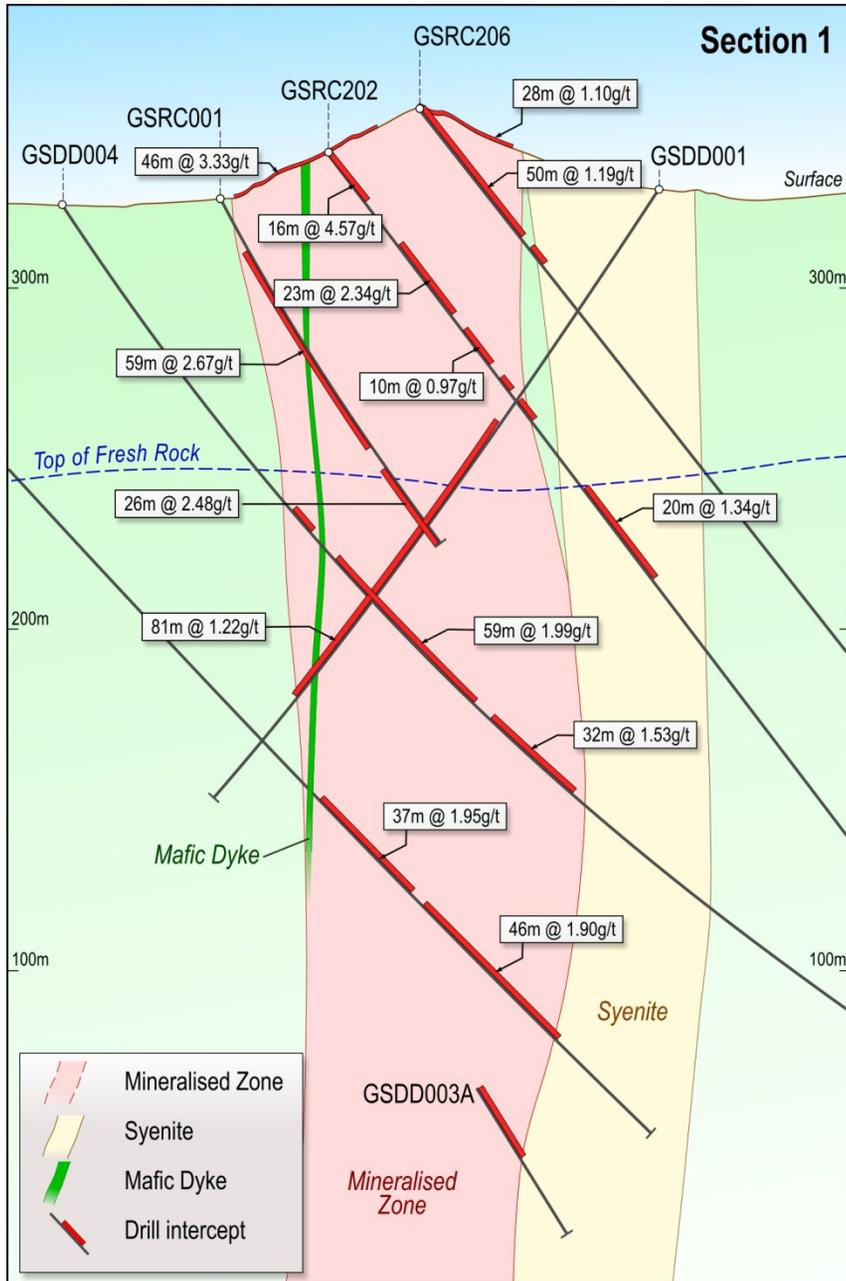 Section 1
GSRC206
GSRC202
GSRC001
GSDD004
GSDD001
28m @ 1.10g/t
46m @ 3.33g/t
50m @ 1.19g/t
Surface
16m @ 4.57g/t
300m
300m
23m @ 2.34g/t
59m @ 2.67g/t
10m @ 0.97g/t
Top of Fresh Rock
26m @ 2.48g/t
20m @ 1.34g/t
200m
200m
81m @ 1.22g/t
59m @ 1.99g/t
32m @ 1.53g/t
37m @ 1.95g/t
Mafic Dyke
46m @ 1.90g/t
100m
100m
Syenite
GSDD003A
Mineralised
Zone
Mineralised Zone
Syenite
Mafic Dyke
Drill intercept